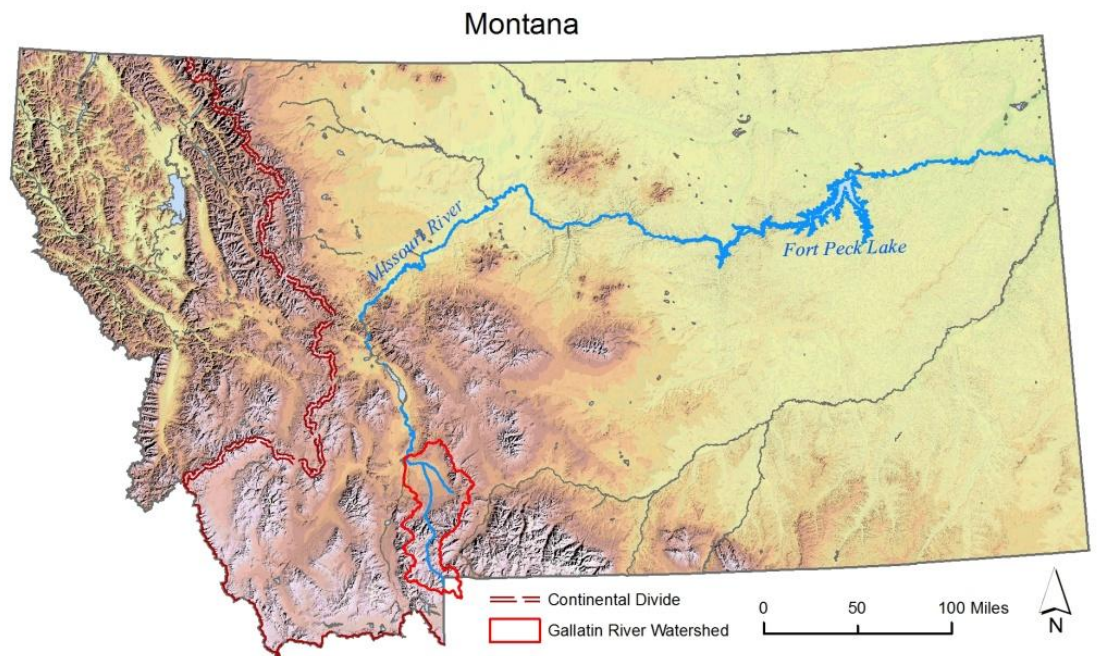 Montana
Missouri River
Fort Peck Lake
Continental Divide
Gallatin River Watershed
0 50 100 Miles
N